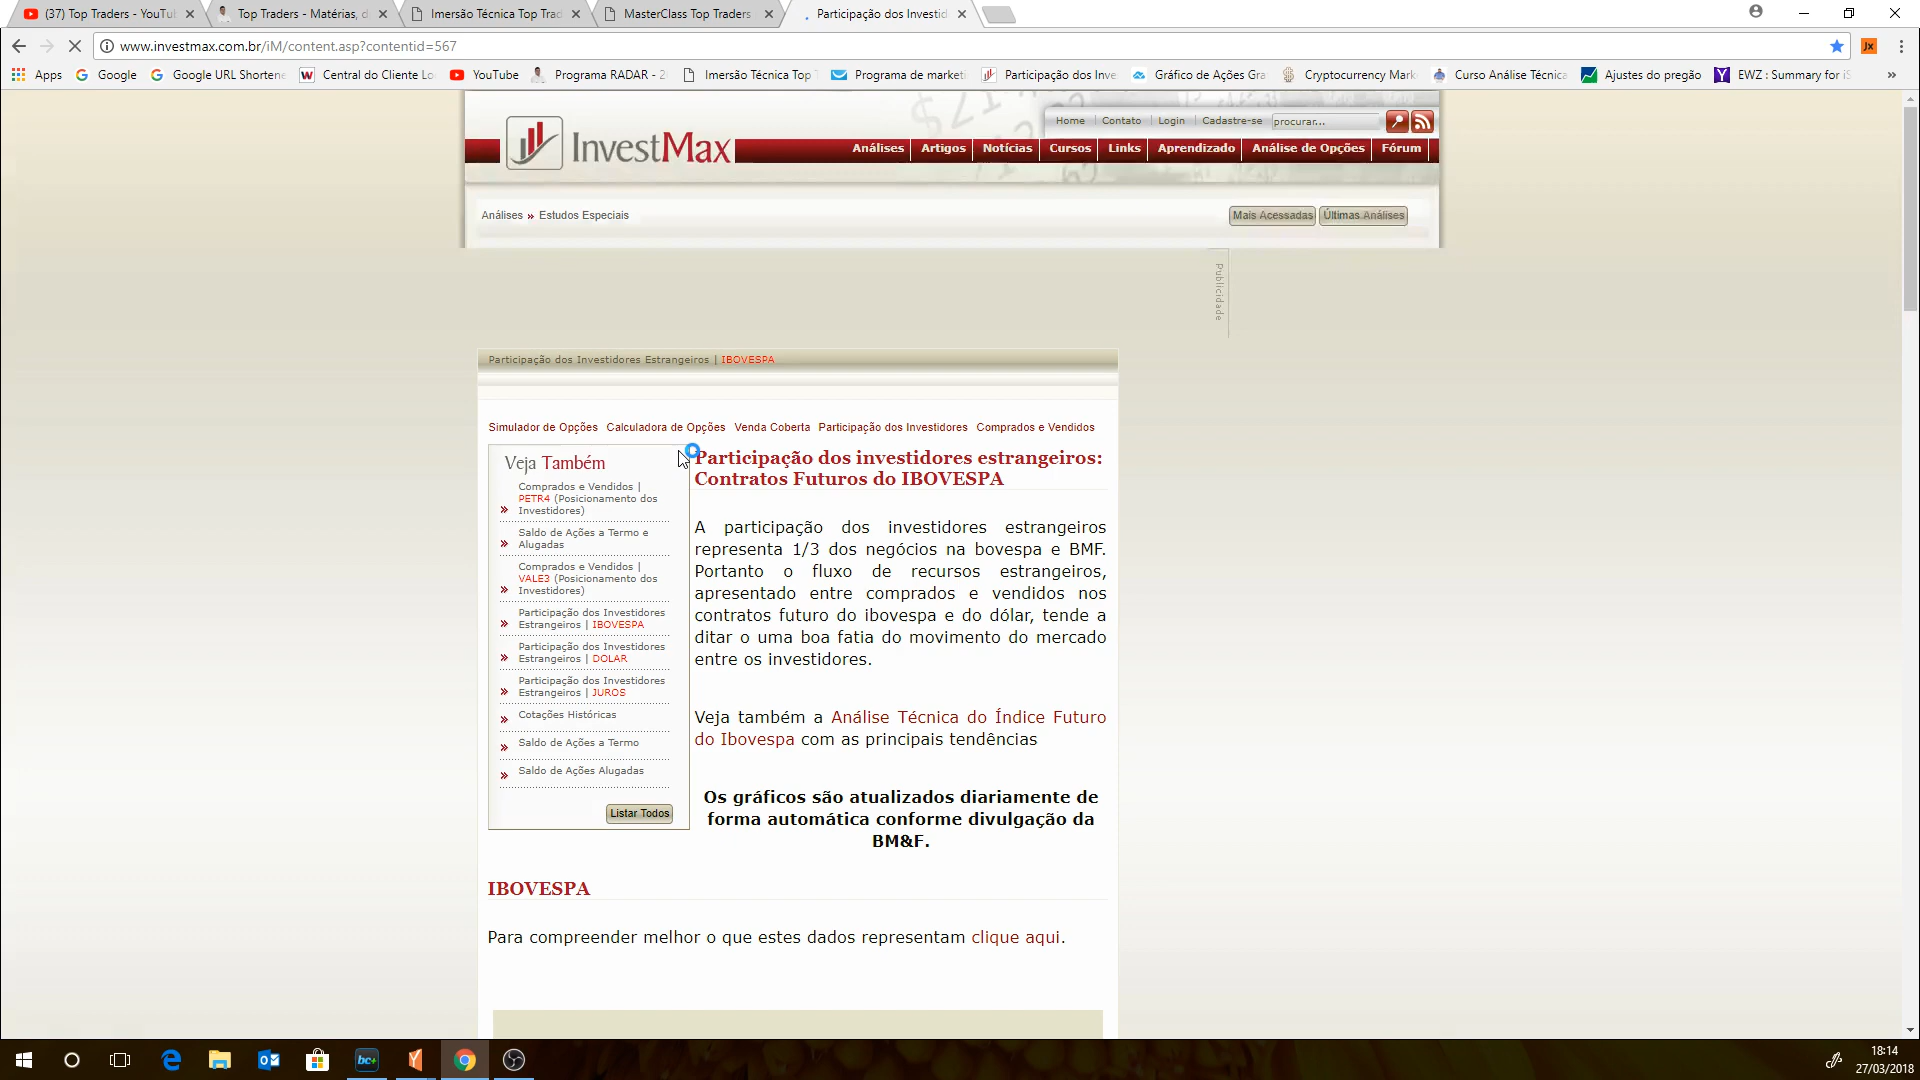 (37) Top Traders - YouTu
Top Traders - Matérias, d
Imersão Técnica Top Trad
MasterClass Top Traders
Participação dos Investid
www.investmax.com.br/iM/content.asp?contentid=567
Apps
Google
Google URL Shortene
Central do Cliente Lo
YouTube
Programa RADAR - 2
Imersão Técnica Top T
Programa de marketi
Participação dos Inve
Gráfico de Ações Gra
Cryptocurrency Mark
Curso Análise Técnica
Ajustes do pregão
EWZ : Summary for iS
»
Home
Contato
Login
Cadastre-se
procurar...
InvestMax
Análises
Artigos
Notícias
Cursos
Links
Aprendizado
Análise de Opções
Fórum
Análises » Estudos Especiais
Mais Acessadas
Últimas Análises
Publicidade
Participação dos Investidores Estrangeiros | IBOVESPA
Simulador de Opções Calculadora de Opções Venda Coberta Participação dos Investidores Comprados e Vendidos
Veja Também
Comprados e Vendidos |
PETR4 (Posicionamento dos
» Investidores)
Saldo de Ações a Termo e
» Alugadas
Comprados e Vendidos |
VALE3 (Posicionamento dos
» Investidores)
Participação dos Investidores
» Estrangeiros | IBOVESPA
Participação dos Investidores
» Estrangeiros | DOLAR
Participação dos Investidores
» Estrangeiros | JUROS
» Cotações Históricas
» Saldo de Ações a Termo
» Saldo de Ações Alugadas
Listar Todos
Participação dos investidores estrangeiros:
Contratos Futuros do IBOVESPA
A participação dos investidores estrangeiros
representa 1/3 dos negócios na bovespa e BMF.
Portanto o fluxo de recursos estrangeiros,
apresentado entre comprados e vendidos nos
contratos futuro do ibovespa e do dólar, tende a
ditar o uma boa fatia do movimento do mercado
entre os investidores.
Veja também a Análise Técnica do Índice Futuro
do Ibovespa com as principais tendências
Os gráficos são atualizados diariamente de
forma automática conforme divulgação da
BM&F.
IBOVESPA
Para compreender melhor o que estes dados representam clique aqui.
bc+
18:14
27/03/2018